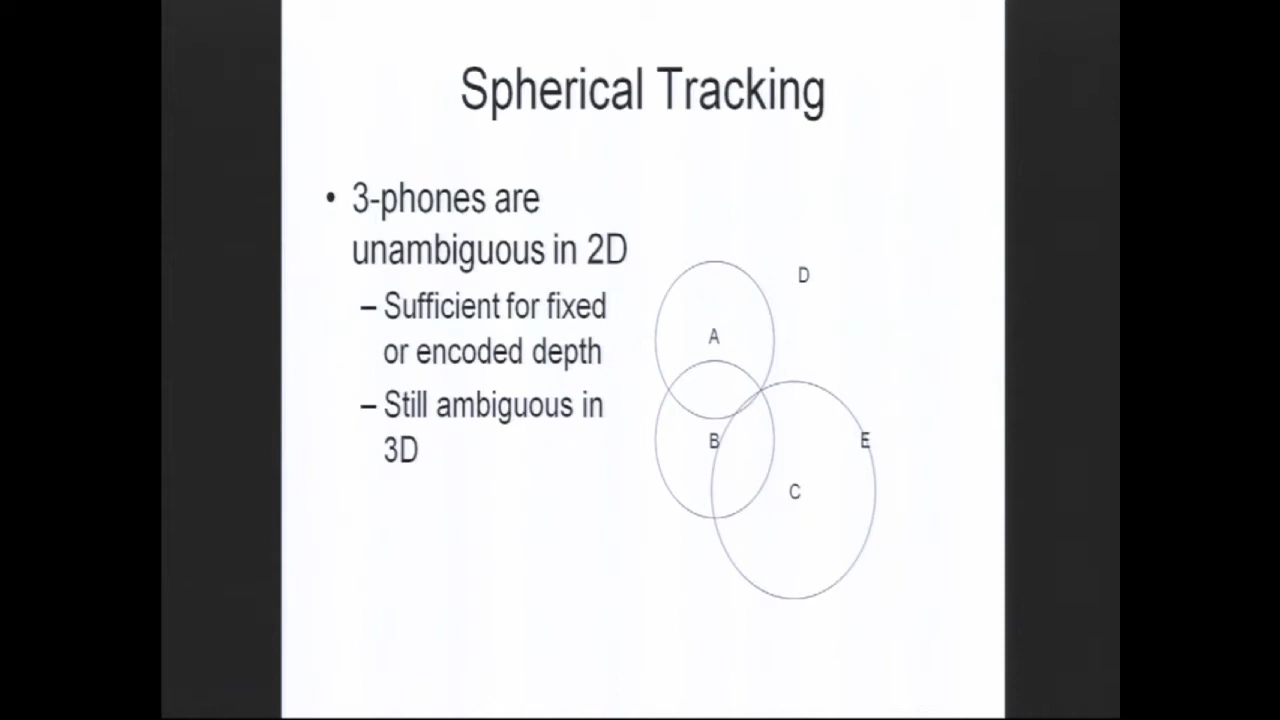 Spherical Tracking
• 3-phones are
unambiguous in 2D
– Sufficient for fixed
or encoded depth
– Still ambiguous in
3D
D
A
B
E
C